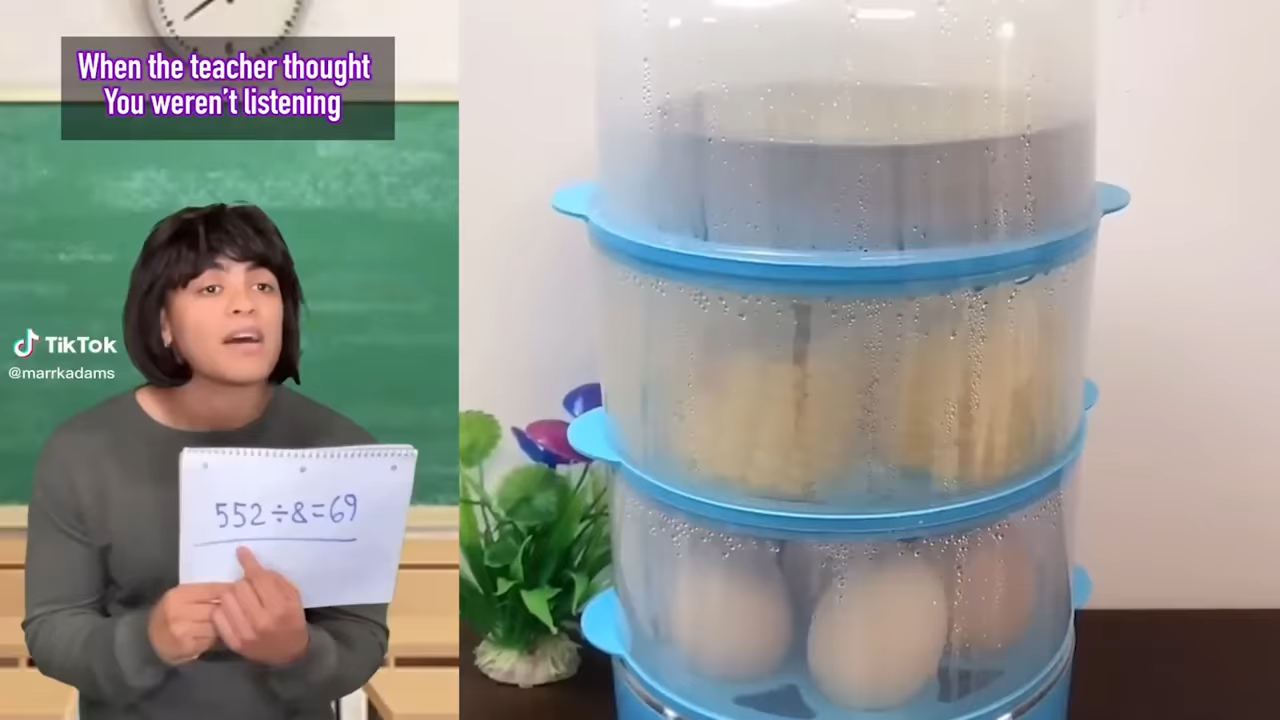 When the teacher thought
You weren't listening
TikTok
@marrkadams
552÷8=69